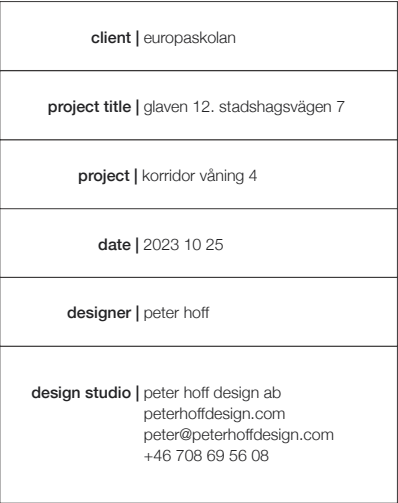 client | europaskolan
project title | glaven 12. stadshagsvägen 7
project | korridor våning 4
date | 2023 10 25
designer | peter hoff
design studio | peter hoff design ab
peterhoffdesign.com
peter@peterhoffdesign.com
+46 708 69 56 08